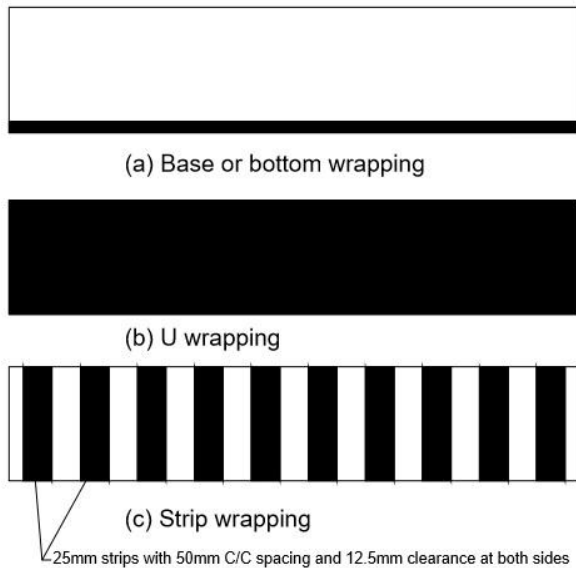 (a) Base or bottom wrapping
(b) U wrapping
(c) Strip wrapping
25mm strips with 50mm C/C spacing and 12.5mm clearance at both sides